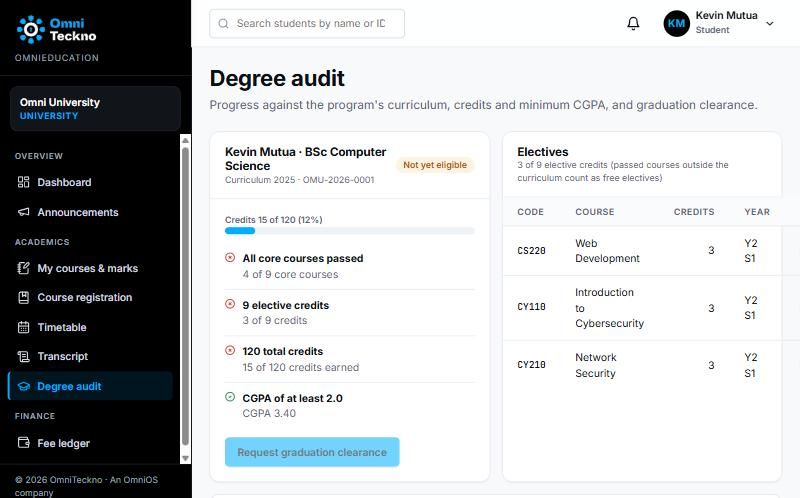 Omni
Teckno
OMNIEDUCATION
Omni University
UNIVERSITY
OVERVIEW
Dashboard
Announcements
ACADEMICS
My courses & marks
Course registration
Timetable
Transcript
Degree audit
FINANCE
Fee ledger
© 2026 OmniTeckno · An OmniOS
company
Search students by name or ID
KM
Kevin Mutua
Student
Degree audit
Progress against the program's curriculum, credits and minimum CGPA, and graduation clearance.
Kevin Mutua · BSc Computer
Science
Not yet eligible
Curriculum 2025 · OMU-2026-0001
Credits 15 of 120 (12%)
All core courses passed
4 of 9 core courses
9 elective credits
3 of 9 credits
120 total credits
15 of 120 credits earned
CGPA of at least 2.0
CGPA 3.40
Request graduation clearance
Electives
3 of 9 elective credits (passed courses outside the
curriculum count as free electives)
CODE COURSE CREDITS YEAR
CS220 Web Development 3 Y2 S1
CY110 Introduction to Cybersecurity 3 Y2 S1
CY210 Network Security 3 Y2 S1